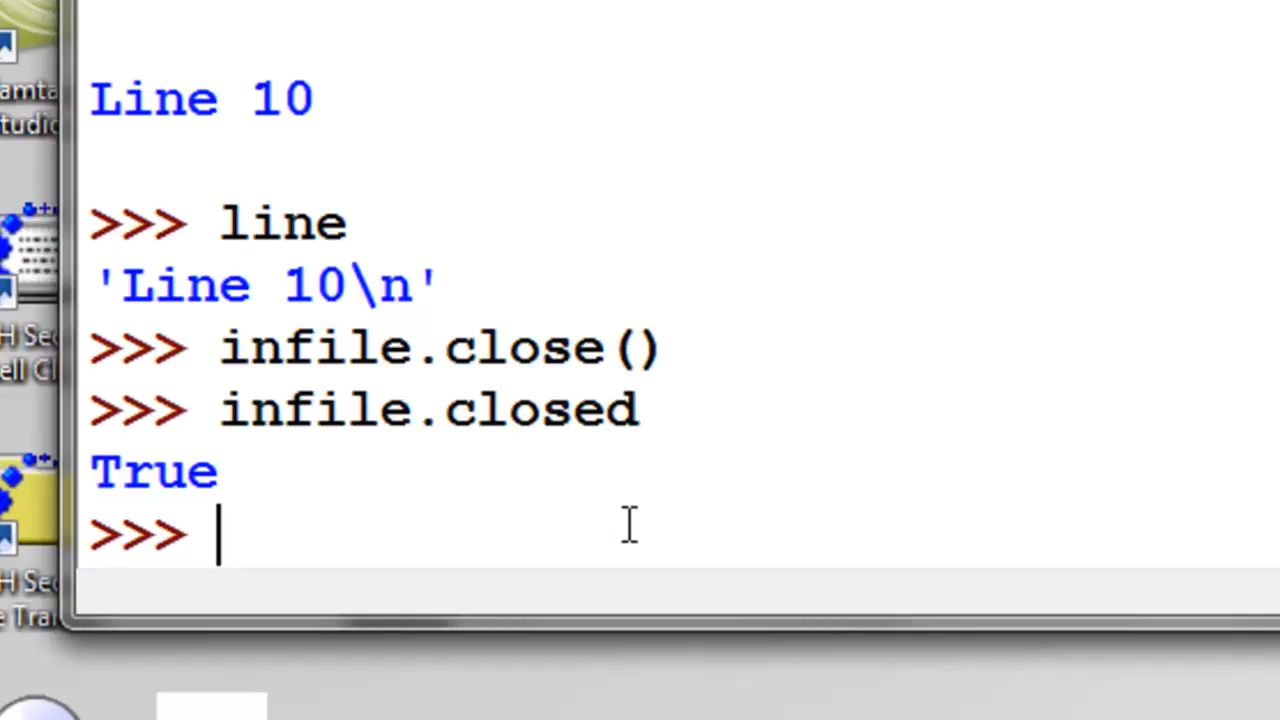 Line 10
>>> line
'Line 10\n'
>>> infile.close()
>>> infile.closed
True
>>>